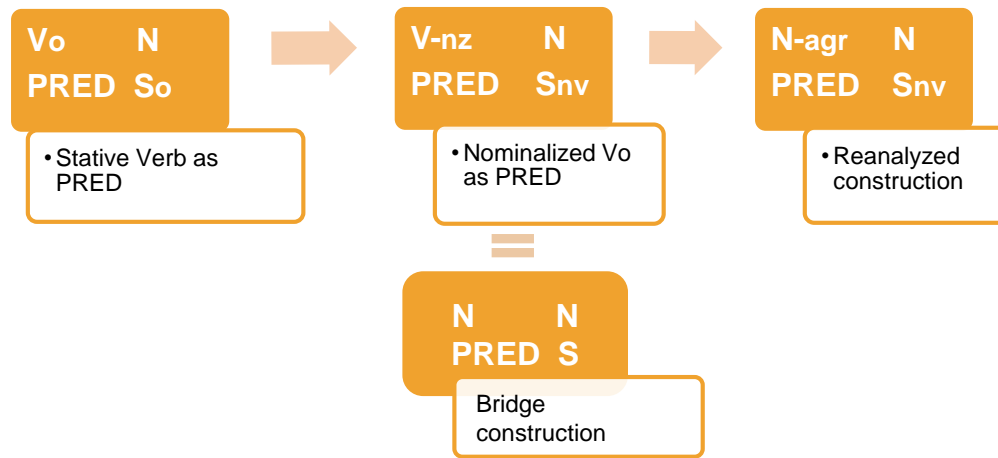 Vo N
PRED So
• Stative Verb as
PRED
V-nz N
PRED Snv
• Nominalized Vo
as PRED
N-agr N
PRED Snv
• Reanalyzed
construction
N N
PRED S
Bridge
construction